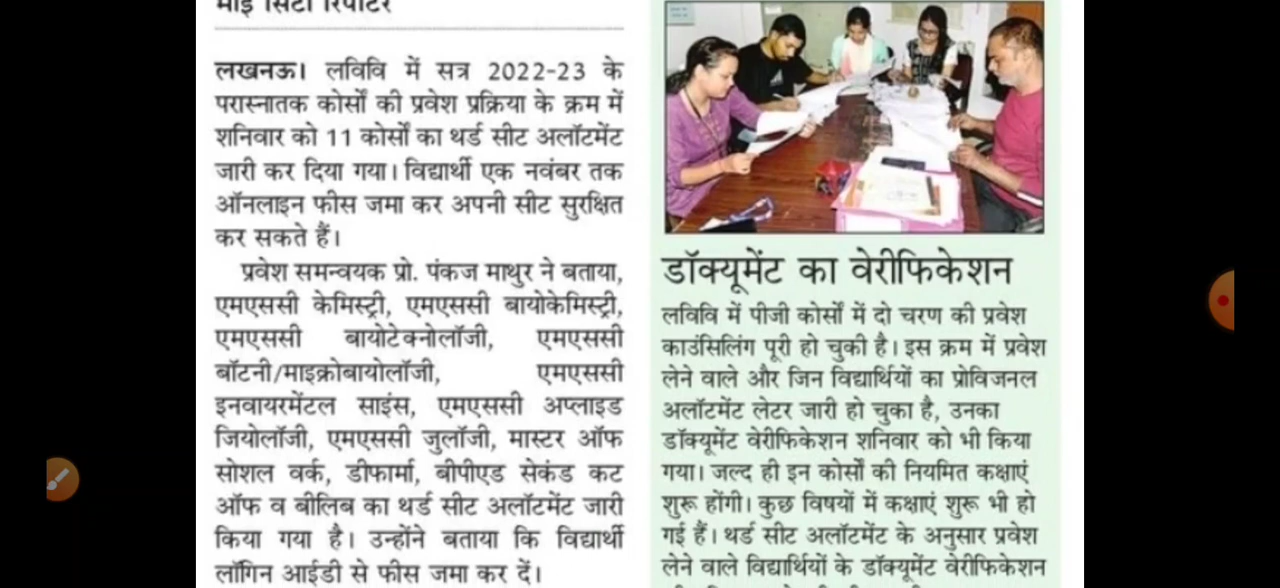 माइ सिटी रिपोर्टर
लखनऊ। लविवि में सत्र 2022-23 के
परास्नातक कोर्सों की प्रवेश प्रक्रिया के क्रम में
शनिवार को 11 कोर्सों का थर्ड सीट अलॉटमेंट
जारी कर दिया गया। विद्यार्थी एक नवंबर तक
ऑनलाइन फीस जमा कर अपनी सीट सुरक्षित
कर सकते हैं।
प्रवेश समन्वयक प्रो. पंकज माथुर ने बताया,
एमएससी केमिस्ट्री, एमएससी बायोकेमिस्ट्री,
एमएससी बायोटेक्नोलॉजी, एमएससी
बॉटनी/माइक्रोबायोलॉजी, एमएससी
इनवायरमेंटल साइंस, एमएससी अप्लाइड
जियोलॉजी, एमएससी जुलॉजी, मास्टर ऑफ
सोशल वर्क, डीफार्मा, बीपीएड सेकंड कट
ऑफ व बीलिब का थर्ड सीट अलॉटमेंट जारी
किया गया है। उन्होंने बताया कि विद्यार्थी
लॉगिन आईडी से फीस जमा कर दें।
डॉक्यूमेंट का वेरीफिकेशन
लविवि में पीजी कोर्सों में दो चरण की प्रवेश
काउंसिलिंग पूरी हो चुकी है। इस क्रम में प्रवेश
लेने वाले और जिन विद्यार्थियों का प्रोविजनल
अलॉटमेंट लेटर जारी हो चुका है, उनका
डॉक्यूमेंट वेरीफिकेशन शनिवार को भी किया
गया। जल्द ही इन कोर्सों की नियमित कक्षाएं
शुरू होंगी। कुछ विषयों में कक्षाएं शुरू भी हो
गई हैं। थर्ड सीट अलॉटमेंट के अनुसार प्रवेश
लेने वाले विद्यार्थियों के डॉक्यूमेंट वेरीफिकेशन